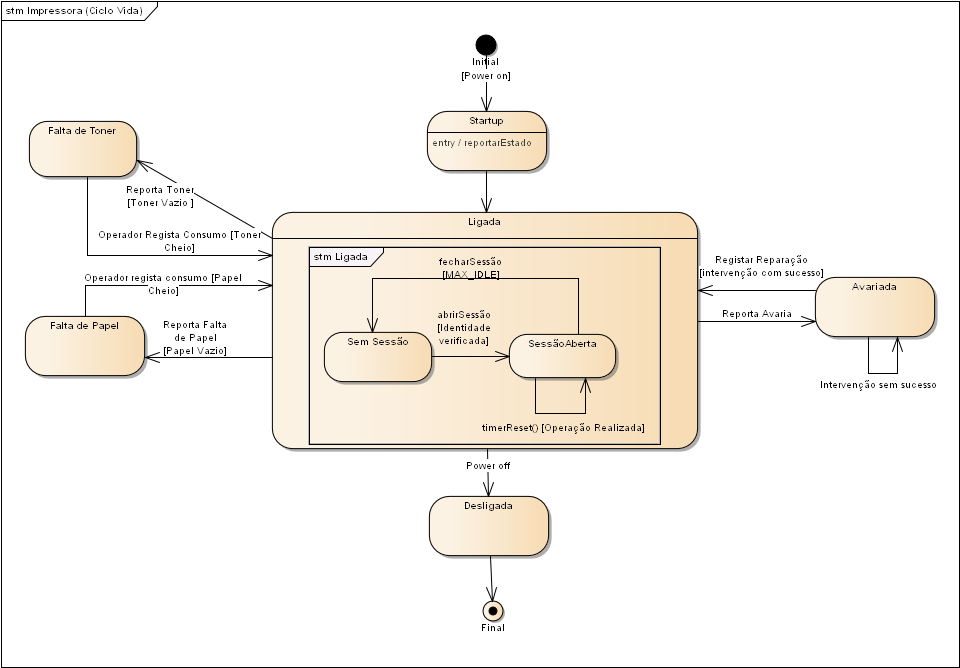 stm Impressora (Ciclo Vida)
Initial
[Power on]
Startup
entry / reportarEstado
Falta de Toner
Reporta Toner
[Toner Vazio ]
Operador Regista Consumo [Toner
Cheio]
Operador regista consumo [Papel
Cheio]
Falta de Papel
Reporta Falta
de Papel
[Papel Vazio]
Ligada
stm Ligada
fecharSessão
[MAX_IDLE]
abrirSessão
[Identidade
verificada]
Sem Sessão
SessãoAberta
timerReset() [Operação Realizada]
Registar Reparação
[intervenção com sucesso]
Avariada
Reporta Avaria
Intervenção sem sucesso
Power off
Desligada
Final